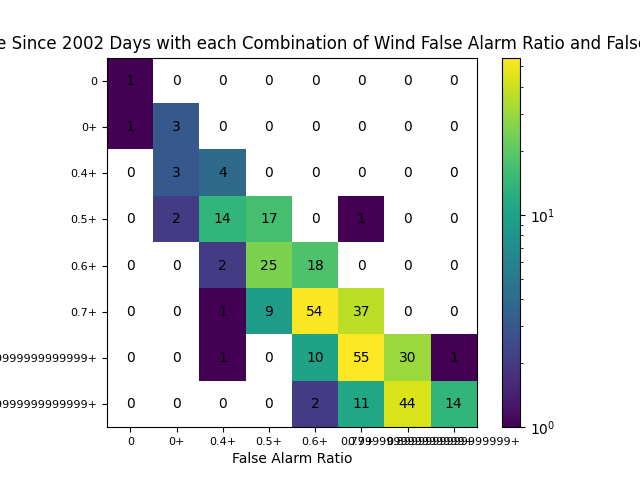 e Since 2002 Days with each Combination of Wind False Alarm Ratio and False
0 1 0 0 0 0 0 0 0
0+ 1 3 0 0 0 0 0 0
0.4+ 0 3 4 0 0 0 0 0
0.5+ 0 2 14 17 0 1 0 0
0.6+ 0 0 2 25 18 0 0 0
0.7+ 0 0 1 9 54 37 0 0
9999999999999+ 0 0 1 0 10 55 30 1
9999999999999+ 0 0 0 0 2 11 44 14
0 0+ 0.4+ 0.5+ 0.6+
False Alarm Ratio
10¹
10⁰